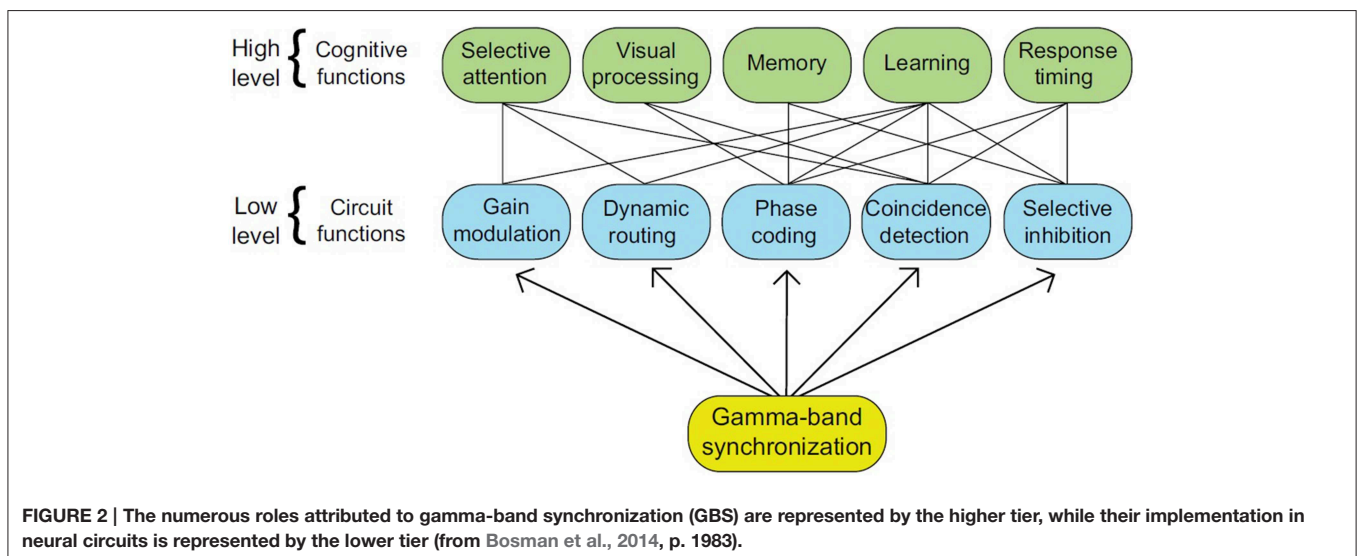 High level { Cognitive functions
Selective attention
Visual processing
Memory
Learning
Response timing
Low level { Circuit functions
Gain modulation
Dynamic routing
Phase coding
Coincidence detection
Selective inhibition
Gamma-band synchronization
FIGURE 2 | The numerous roles attributed to gamma-band synchronization (GBS) are represented by the higher tier, while their implementation in
neural circuits is represented by the lower tier (from Bosman et al., 2014, p. 1983).